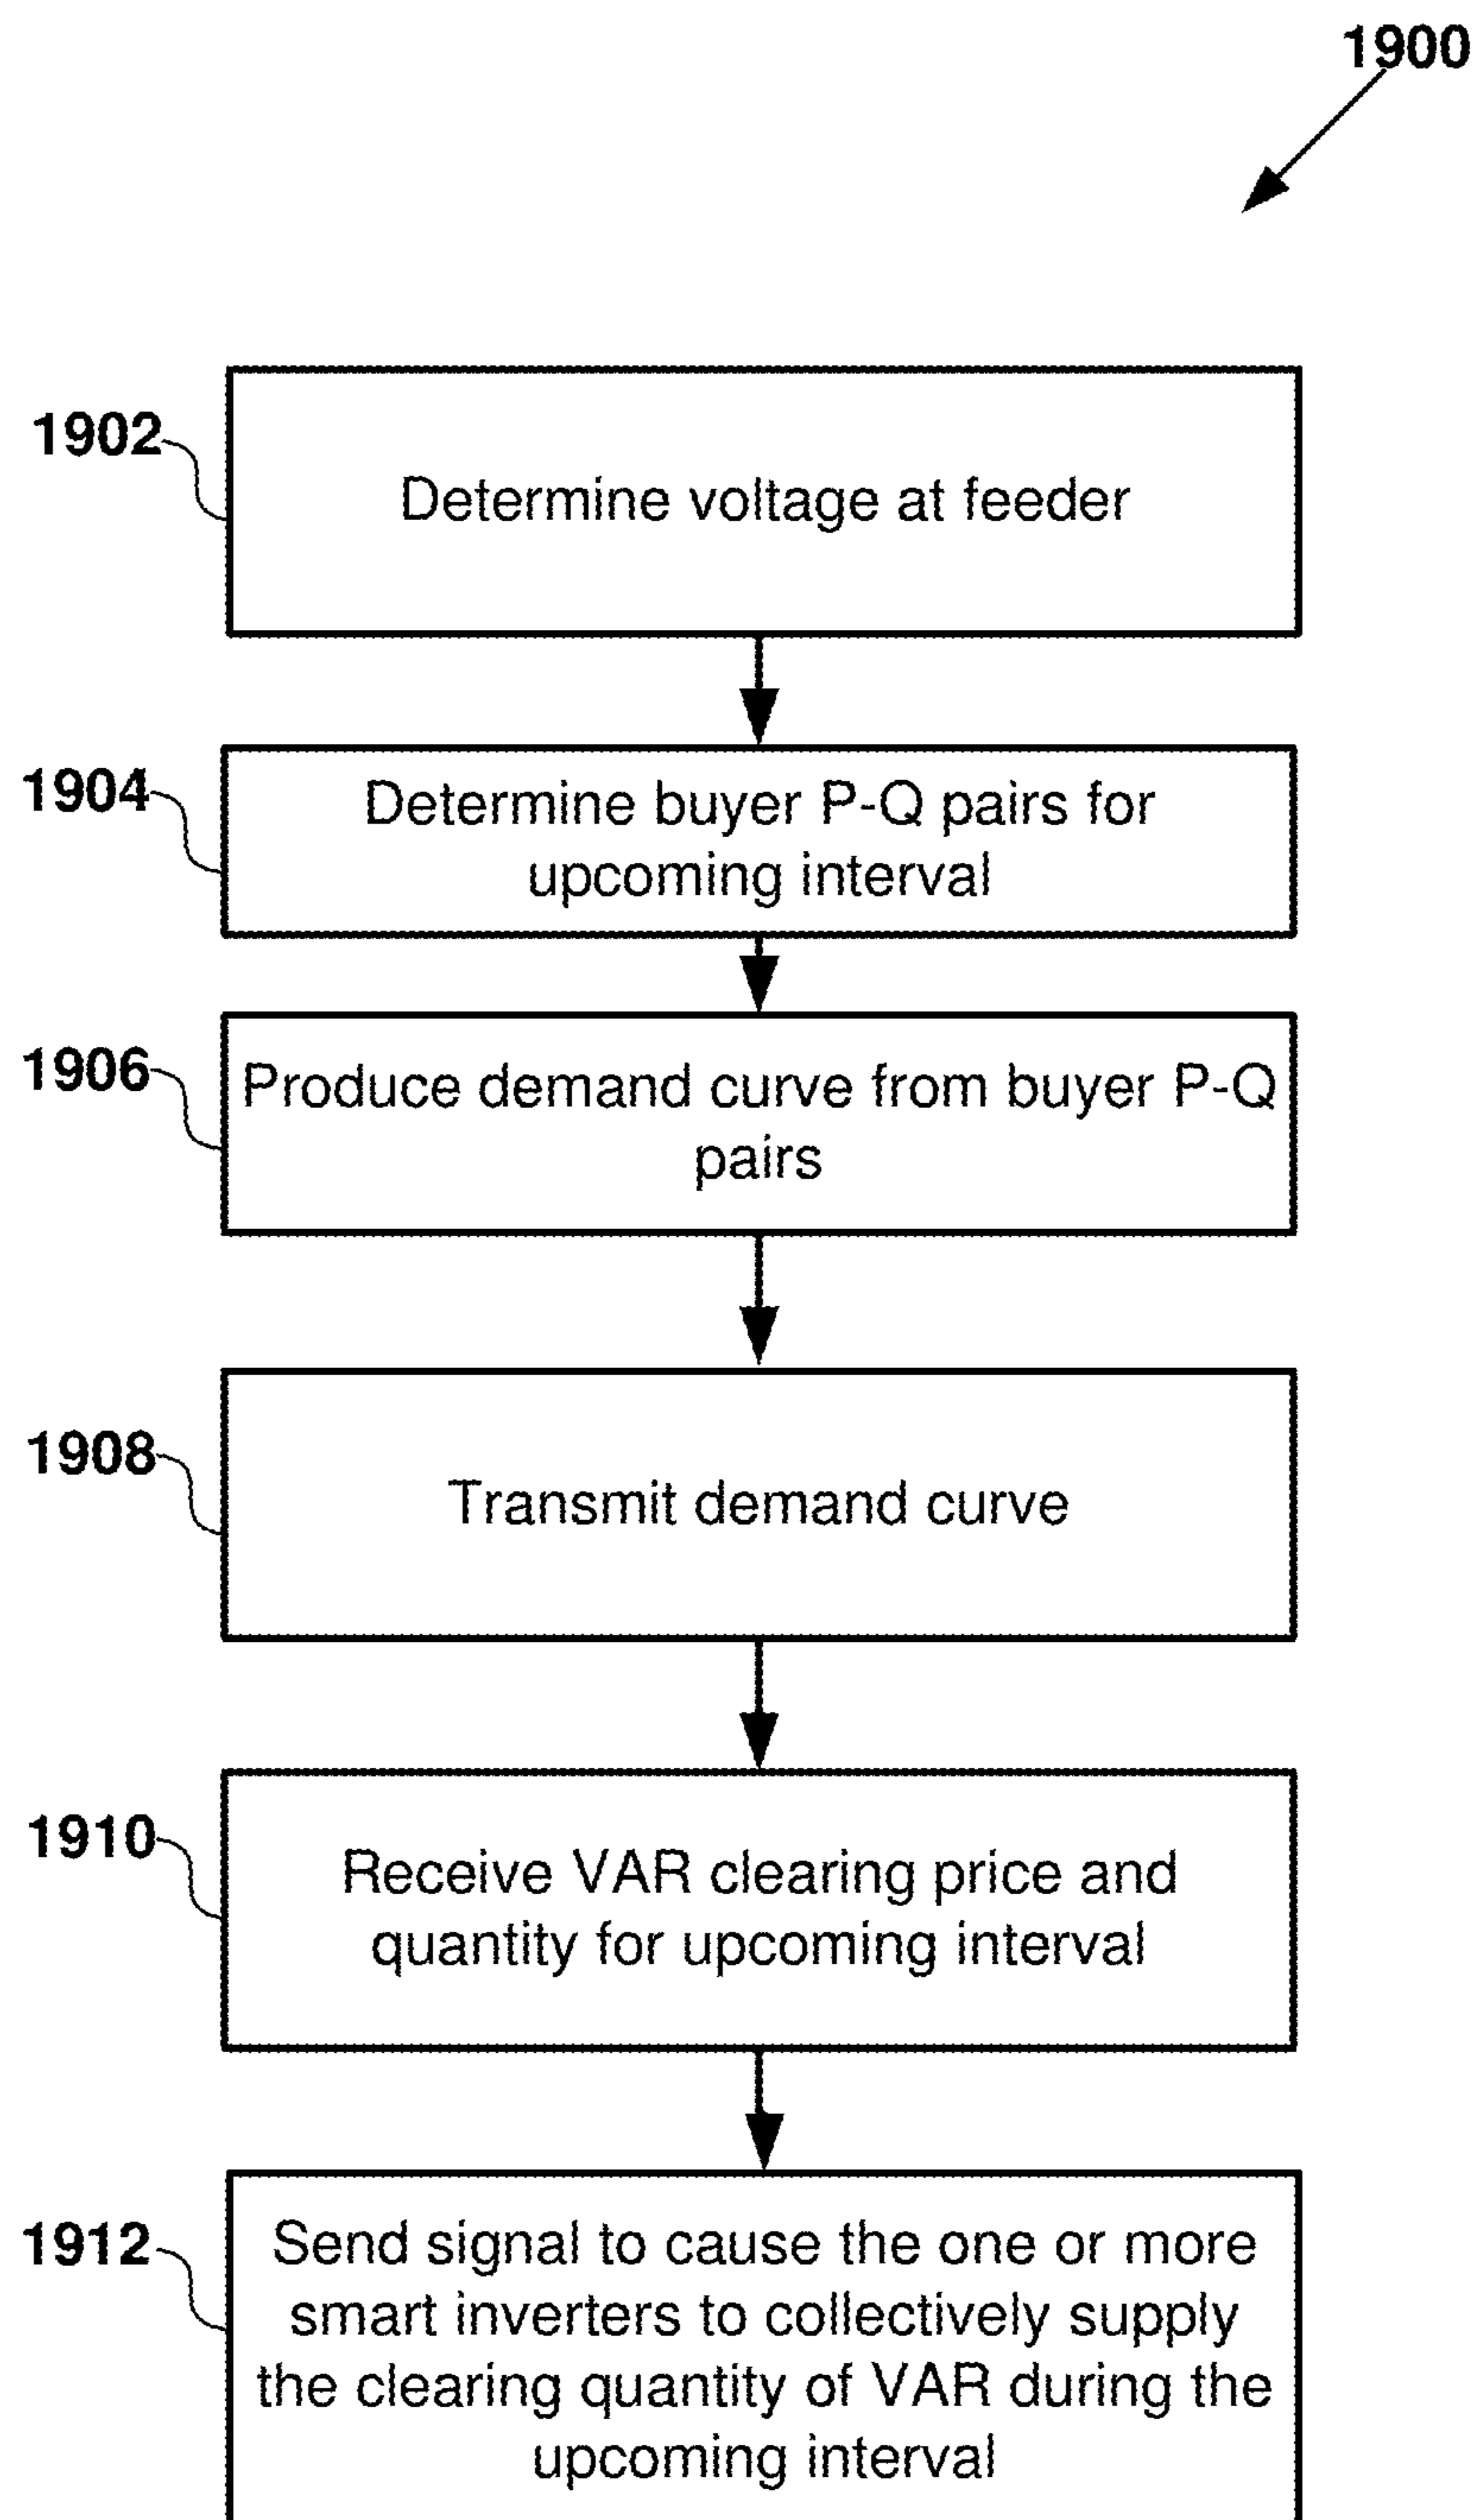 1900
1902
Determine voltage at feeder
1904
Determine buyer P-Q pairs for
upcoming interval
1906
Produce demand curve from buyer P-Q
pairs
1908
Transmit demand curve
1910
Receive VAR clearing price and
quantity for upcoming interval
1912
Send signal to cause the one or more
smart inverters to collectively supply
the clearing quantity of VAR during the
upcoming interval